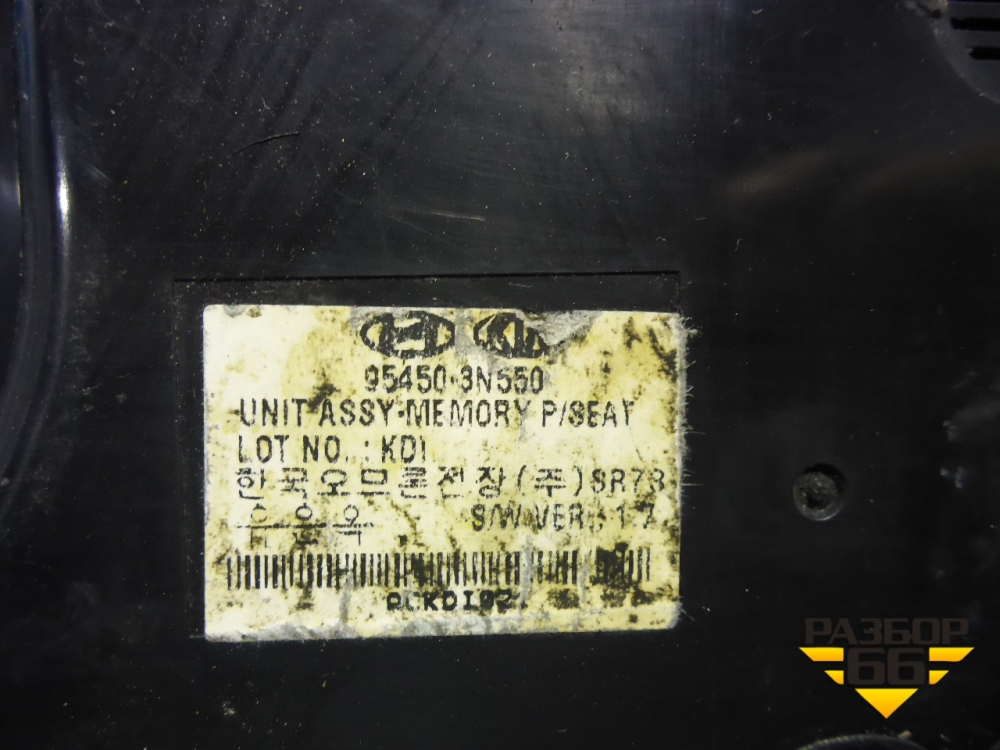 95450-3N550
UNIT ASSY-MEMORY P/SEAT
LOT NO. : KDI
한국오므론전장(주)
S/W VER : 1.7
РАЗБОР
66